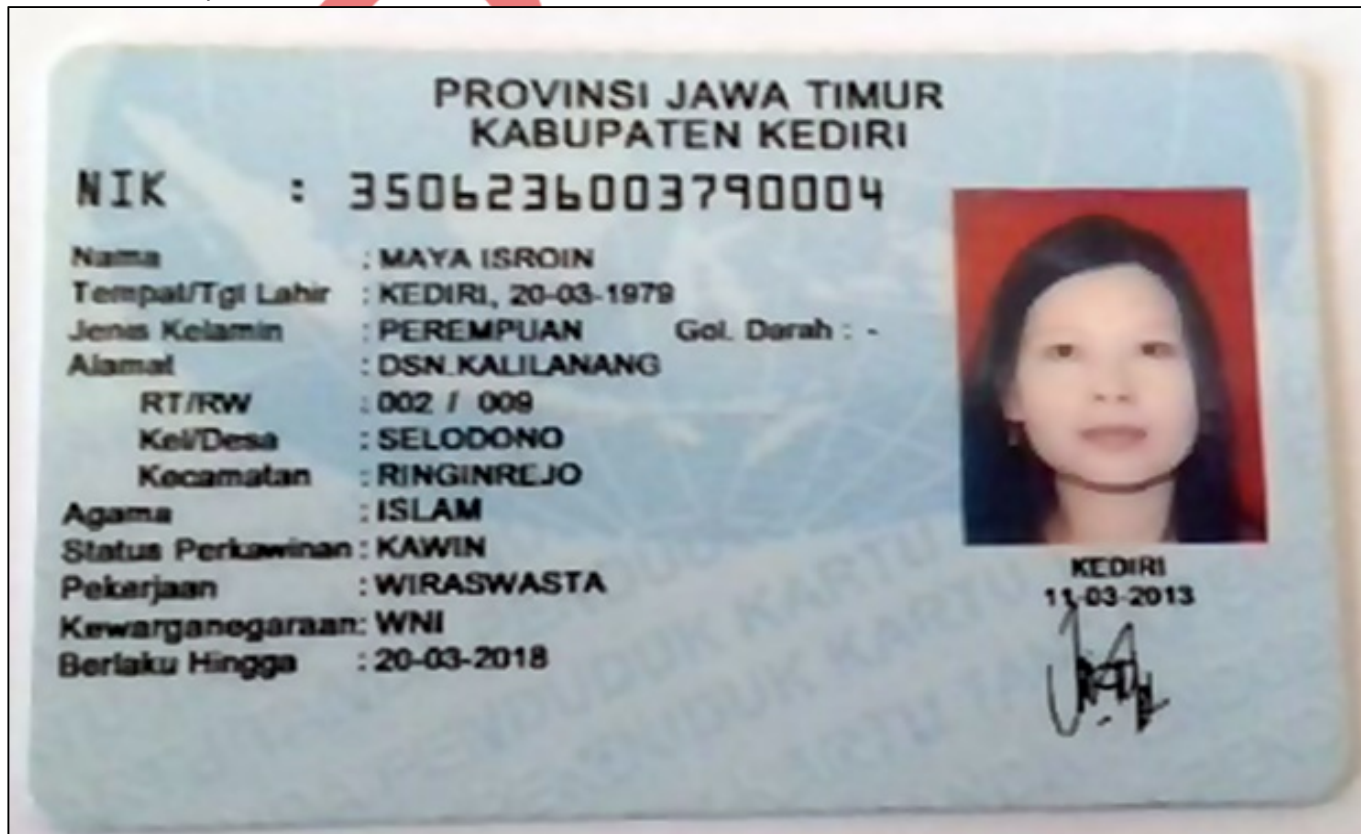 PROVINSI JAWA TIMUR
KABUPATEN KEDIRI
NIK : 3506236003790004
Nama : MAYA ISROIN
Tempat/Tgl Lahir : KEDIRI, 20-03-1979
Jenis Kelamin : PEREMPUAN Gol. Darah : -
Alamat : DSN.KALILANANG
RT/RW : 002 / 009
Kel/Desa : SELODONO
Kecamatan : RINGINREJO
Agama : ISLAM
Status Perkawinan : KAWIN
Pekerjaan : WIRASWASTA
Kewarganegaraan: WNI
Berlaku Hingga : 20-03-2018
KEDIRI
11-03-2013